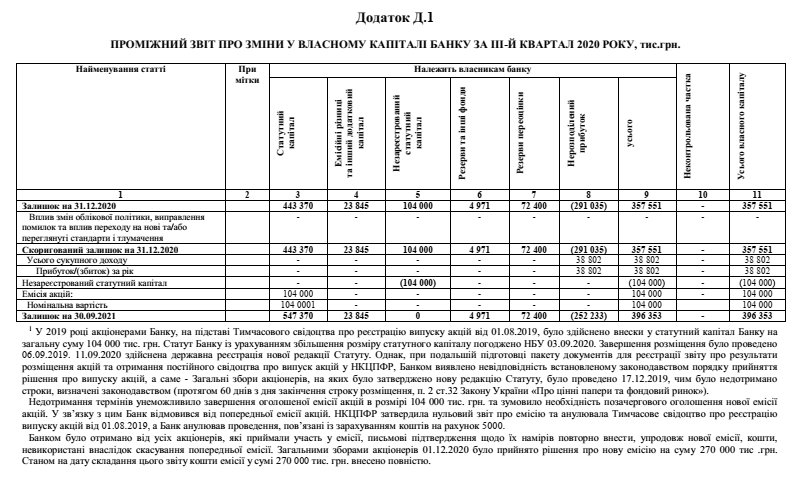 Додаток Д.1
ПРОМІЖНИЙ ЗВІТ ПРО ЗМІНИ У ВЛАСНОМУ КАПІТАЛІ БАНКУ ЗА III-Й КВАРТАЛ 2020 РОКУ, тис.грн.
Найменування статті При мітки Належить власникам банку Неконтрольована частка Усього власного капіталу
Статутний капітал Емісійні різниці та інший додатковий капітал Незареєстрований статутний капітал Резерви та інші фонди Резерви переоцінки Нерозподілений прибуток усього
1 2 3 4 5 6 7 8 9 10 11
Залишок на 31.12.2020 443 370 23 845 104 000 4 971 72 400 (291 035) 357 551 - 357 551
Вплив змін облікової політики, виправлення - - - - - - - - -
помилок та вплив переходу на нові та/або
переглянуті стандарти і тлумачення
Скоригований залишок на 31.12.2020 443 370 23 845 104 000 4 971 72 400 (291 035) 357 551 - 357 551
Усього сукупного доходу - - - - - 38 802 38 802 - 38 802
Прибуток/(збиток) за рік - - - - - 38 802 38 802 - 38 802
Незареєстрований статутний капітал - - (104 000) - - - (104 000) - (104 000)
Емісія акцій: 104 000 - - - - - 104 000 - 104 000
Номінальна вартість 104 0001 - - - - - 104 000 - 104 000
Залишок на 30.09.2021 547 370 23 845 0 4 971 72 400 (252 233) 396 353 - 396 353
1 У 2019 році акціонерами Банку, на підставі Тимчасового свідоцтва про реєстрацію випуску акцій від 01.08.2019, було здійснено внески у статутний капітал Банку на
загальну суму 104 000 тис. грн. Статут Банку із урахуванням збільшення розміру статутного капіталу погоджено НБУ 03.09.2020. Завершення розміщення було проведено
06.09.2019. 11.09.2020 здійснена державна реєстрація нової редакції Статуту. Однак, при подальшій підготовці пакету документів для реєстрації звіту про результати
розміщення акцій та отримання постійного свідоцтва про випуск акцій у НКЦПФР, Банком виявлено невідповідність встановленому законодавством порядку прийняття
рішення про випуску акцій, а саме - Загальні збори акціонерів, на яких було затверджено нову редакцію Статуту, було проведено 17.12.2019, чим було недотримано
строки, визначені законодавством (протягом 60 днів з дня закінчення строку розміщення, п. 2 ст.32 Закону України «Про цінні папери та фондовий ринок»).
Недотримання термінів унеможливило завершення оголошеної емісії акцій в розмірі 104 000 тис. грн. та зумовило необхідність позачергового оголошення нової емісії
акцій. У зв'язку з цим Банк відмовився від попередньої емісії акцій. НКЦПФР затвердила нульовий звіт про емісію та анулювала Тимчасове свідоцтво про реєстрацію
випуску акцій від 01.08.2019, а Банк анулював проведення, пов'язані із зарахуванням коштів на рахунок 5000.
Банком було отримано від усіх акціонерів, які приймали участь у емісії, письмові підтвердження щодо їх намірів повторно внести, упродовж нової емісії, кошти,
невикористані внаслідок скасування попередньої емісії. Загальними зборами акціонерів 01.12.2020 було прийнято рішення про нову емісію на суму 270 000 тис .грн.
Станом на дату складання цього звіту кошти емісії у сумі 270 000 тис. грн. внесено повністю.